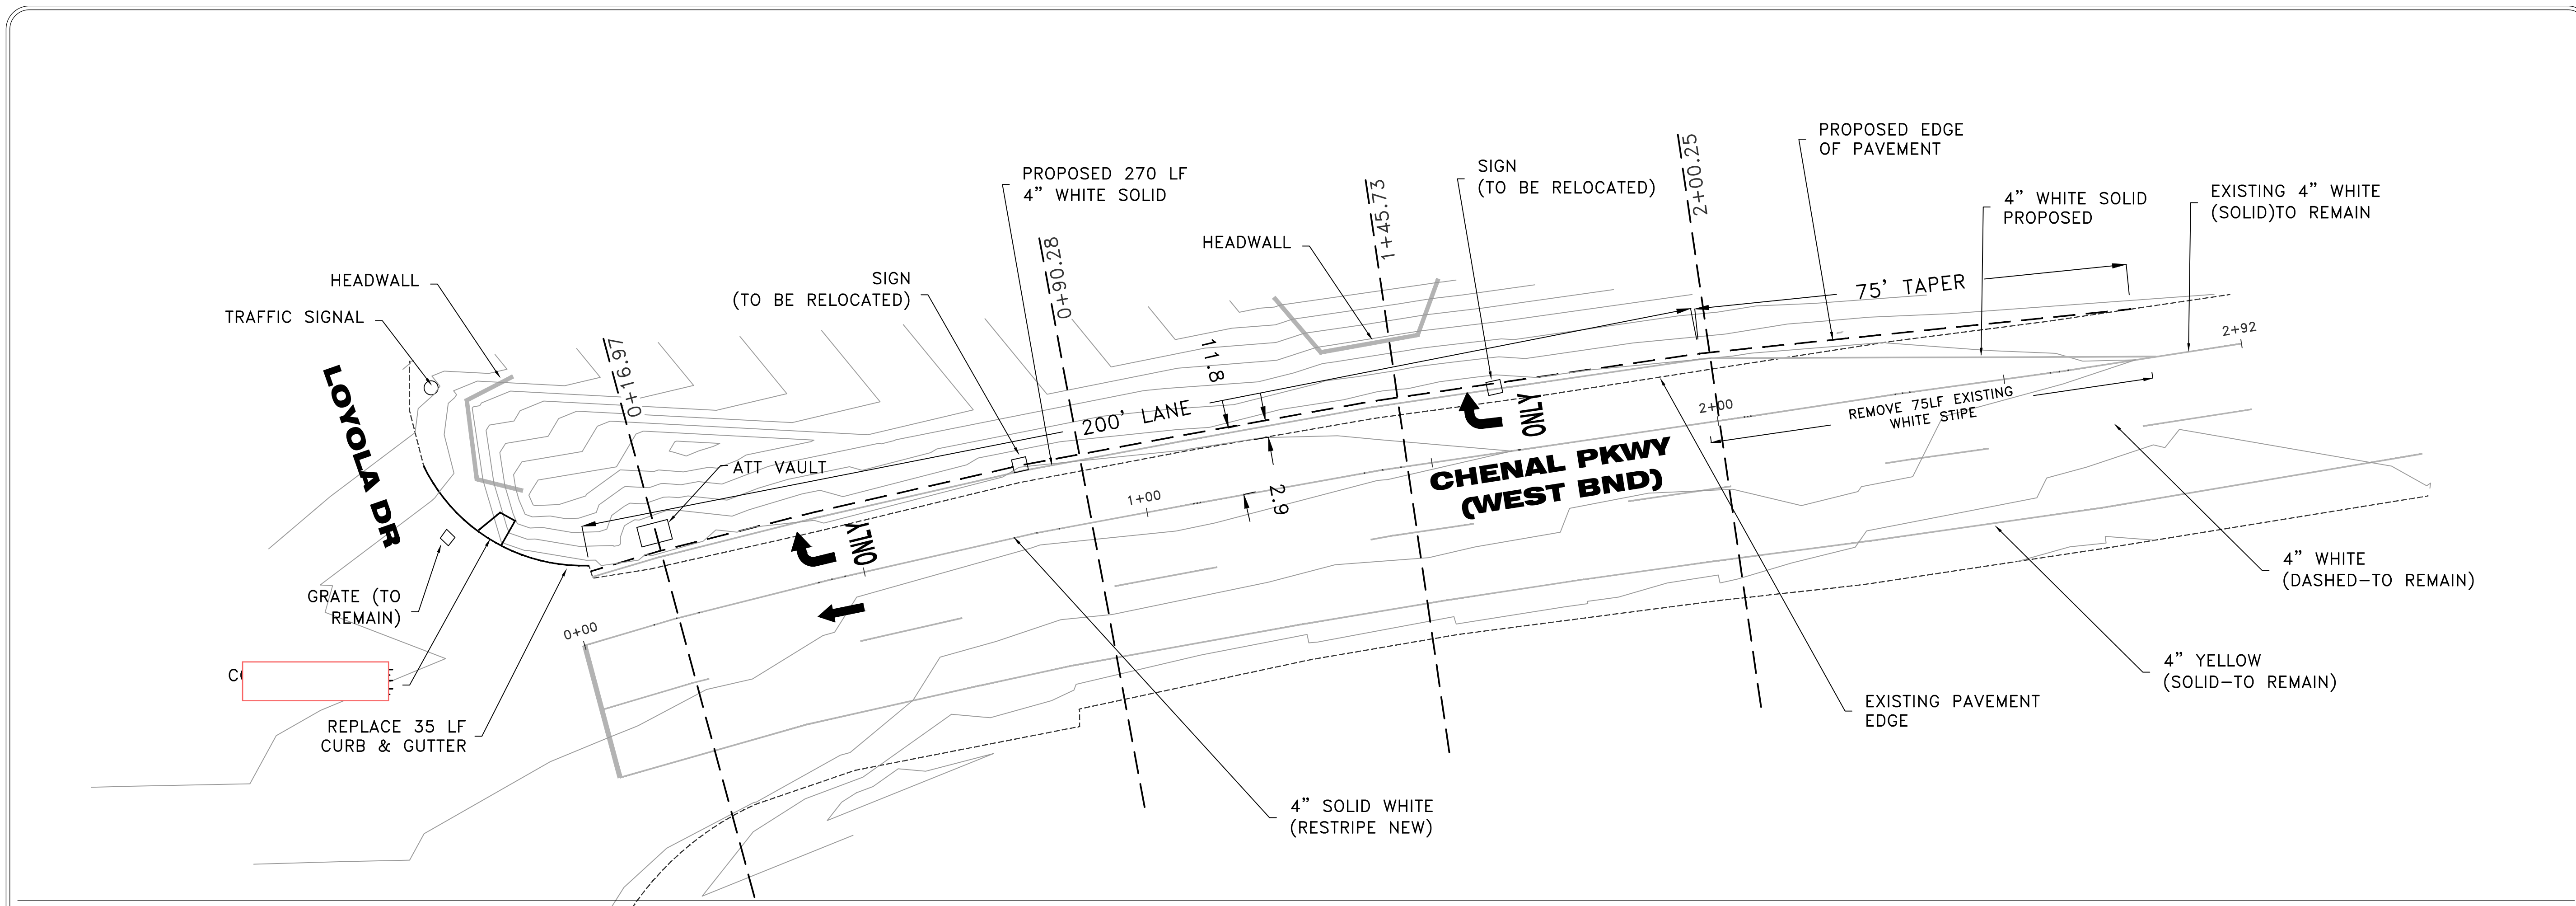 PROPOSED EDGE
OF PAVEMENT
SIGN
(TO BE RELOCATED)
PROPOSED 270 LF
4” WHITE SOLID
2+00.25
1+45.73
4” WHITE SOLID
PROPOSED
EXISTING 4” WHITE
(SOLID)TO REMAIN
HEADWALL
0+90.28
SIGN
(TO BE RELOCATED)
HEADWALL
TRAFFIC SIGNAL
75’ TAPER
2+92
0+16.97
11.8
200’ LANE
ONLY
2+00
REMOVE 75LF EXISTING
WHITE STIPE
LOYOLA DR
ATT VAULT
CHENAL PKWY
(WEST BND)
1+00
2.9
ONLY
GRATE (TO
REMAIN)
0+00
4” WHITE
(DASHED-TO REMAIN)
4” YELLOW
(SOLID-TO REMAIN)
EXISTING PAVEMENT
EDGE
REPLACE 35 LF
CURB & GUTTER
4” SOLID WHITE
(RESTRIPE NEW)